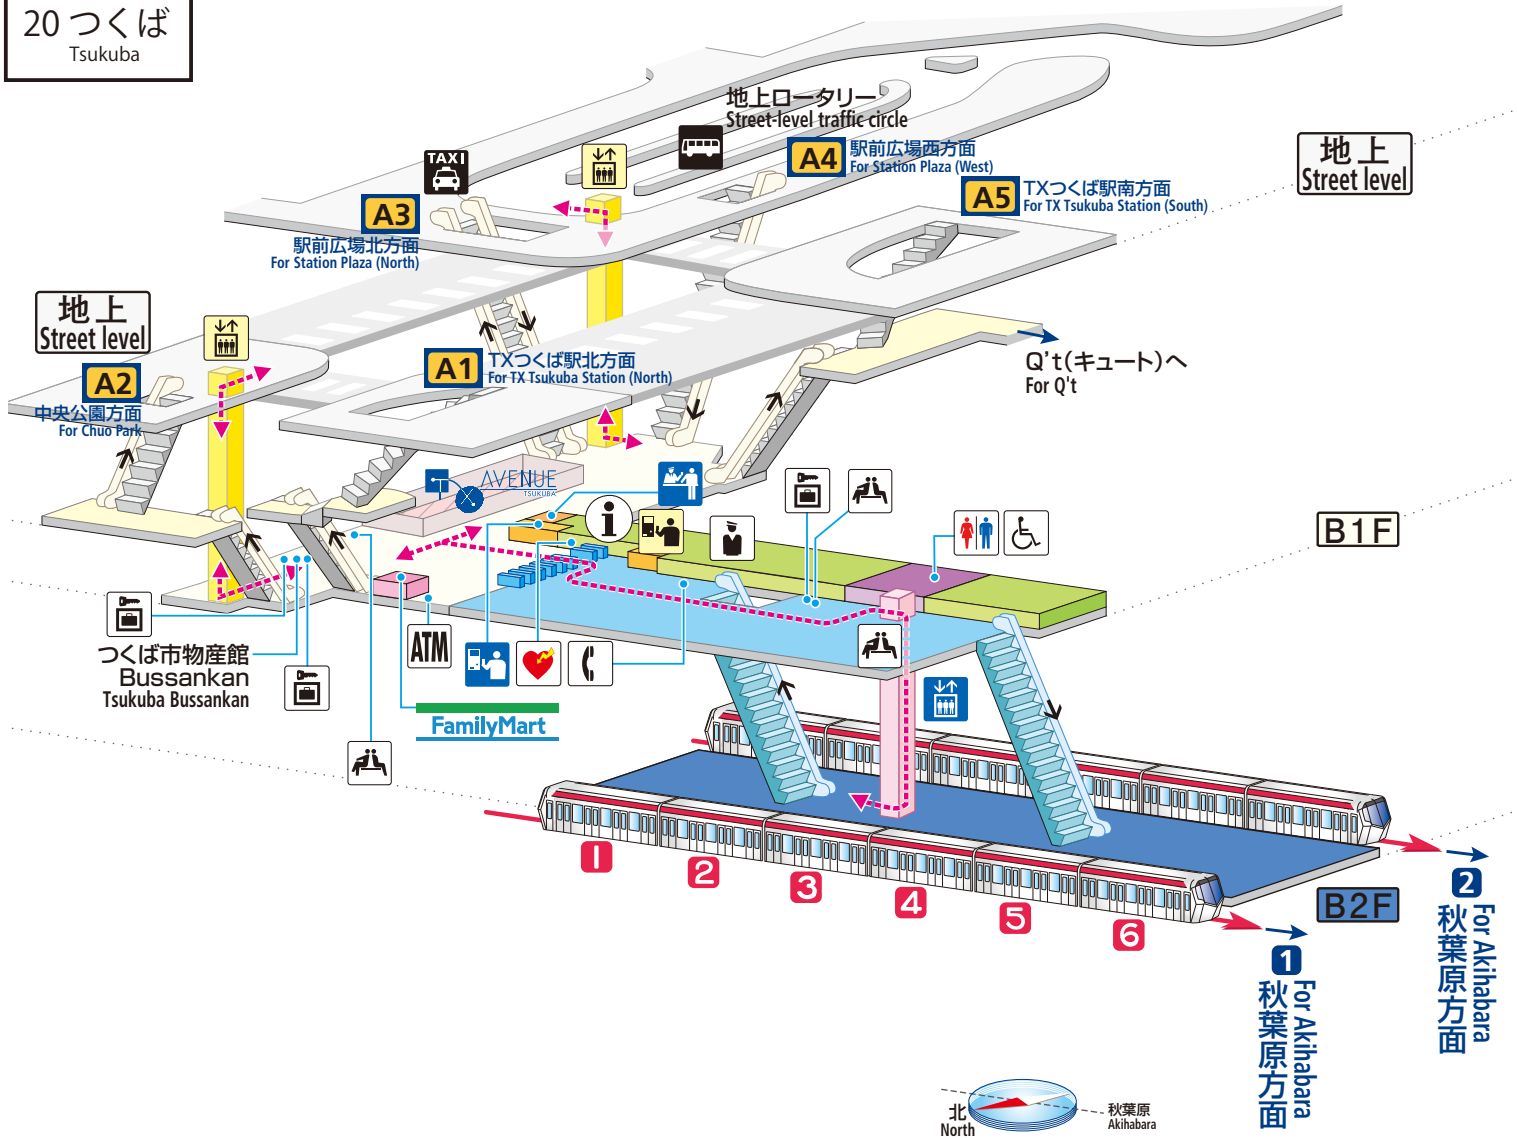 20 つくば
Tsukuba
地上ロータリー
Street-level traffic circle
TAXI
A4
駅前広場西方面
For Station Plaza (West)
地上
Street level
A5
TXつくば駅南方面
For TX Tsukuba Station (South)
A3
駅前広場北方面
For Station Plaza (North)
地上
Street level
A2
中央公園方面
For Chuo Park
A1
TXつくば駅北方面
For TX Tsukuba Station (North)
Q't(キュート)へ
For Q't
AVENUE
TSUKUBA
i
B1F
ATM
つくば市物産館
Bussankan
Tsukuba Bussankan
FamilyMart
1
2
3
4
5
6
B2F
2
秋葉原方面
For Akihabara
1
秋葉原方面
For Akihabara
北
North
秋葉原
Akihabara